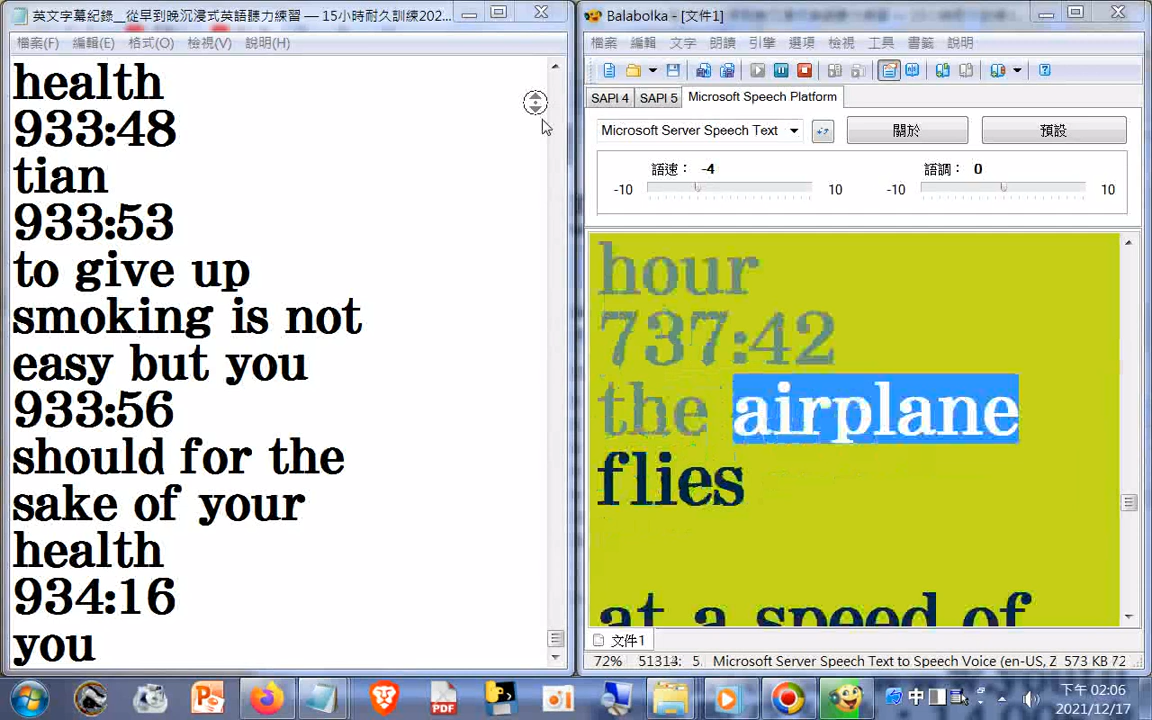 英文字幕紀錄__從早到晚沉浸式英語聽力練習 — 15小時耐久訓練202...
檔案(F) 編輯(E) 格式(O) 檢視(V) 說明(H)
health
933:48
tian
933:53
to give up
smoking is not
easy but you
933:56
should for the
sake of your
health
934:16
you
Balabolka - [文件1]
檔案 編輯 文字 朗讀 引擎 選項 檢視 工具 書籤 說明
SAPI 4 SAPI 5 Microsoft Speech Platform
Microsoft Server Speech Text 關於 預設
語速： -4 語調： 0
-10 10 -10 10
hour
737:42
the airplane
flies
at a speed of
文件1
72% 51314: 5. Microsoft Server Speech Text to Speech Voice (en-US, Z 573 KB 72
PDF 中 下午 02:06
2021/12/17